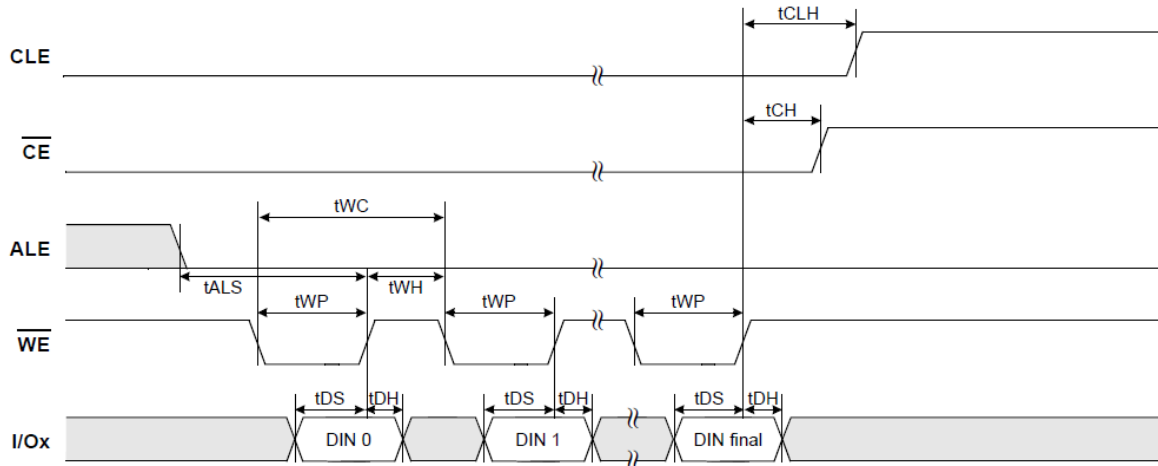 tCLH
CLE
tCH
CE
tWC
ALE
tALS tWH
tWP tWP tWP
WE
tDS tDH tDS tDH tDS tDH
I/Ox DIN 0 DIN 1 DIN final